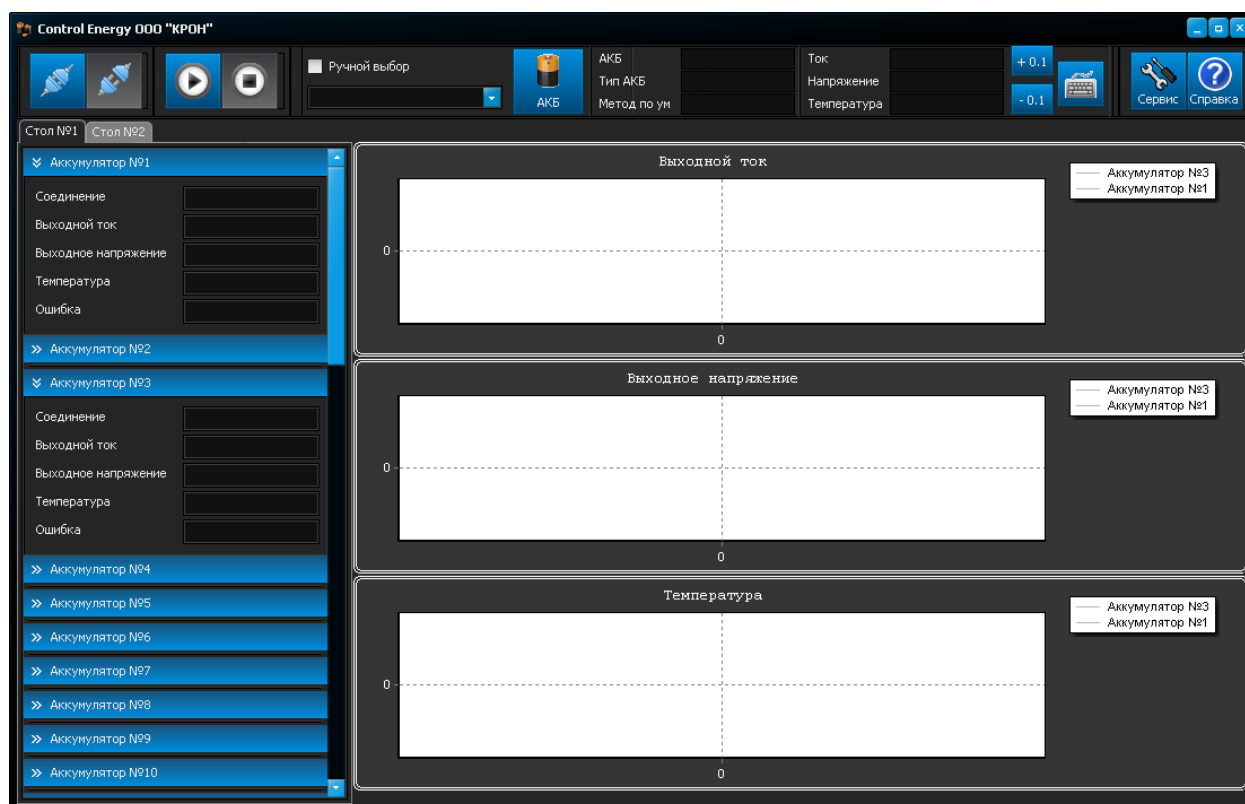 Control Energy ООО "КРОН"
Ручной выбор
АКБ
АКБ
Тип АКБ
Метод по ум
Ток
Напряжение
Температура
+ 0.1
- 0.1
Сервис
Справка
Стол №1
Стол №2
Аккумулятор №1
Соединение
Выходной ток
Выходное напряжение
Температура
Ошибка
Аккумулятор №2
Аккумулятор №3
Соединение
Выходной ток
Выходное напряжение
Температура
Ошибка
Аккумулятор №4
Аккумулятор №5
Аккумулятор №6
Аккумулятор №7
Аккумулятор №8
Аккумулятор №9
Аккумулятор №10
Выходной ток
0
0
Аккумулятор №3
Аккумулятор №1
Выходное напряжение
0
0
Аккумулятор №3
Аккумулятор №1
Температура
0
0
Аккумулятор №3
Аккумулятор №1